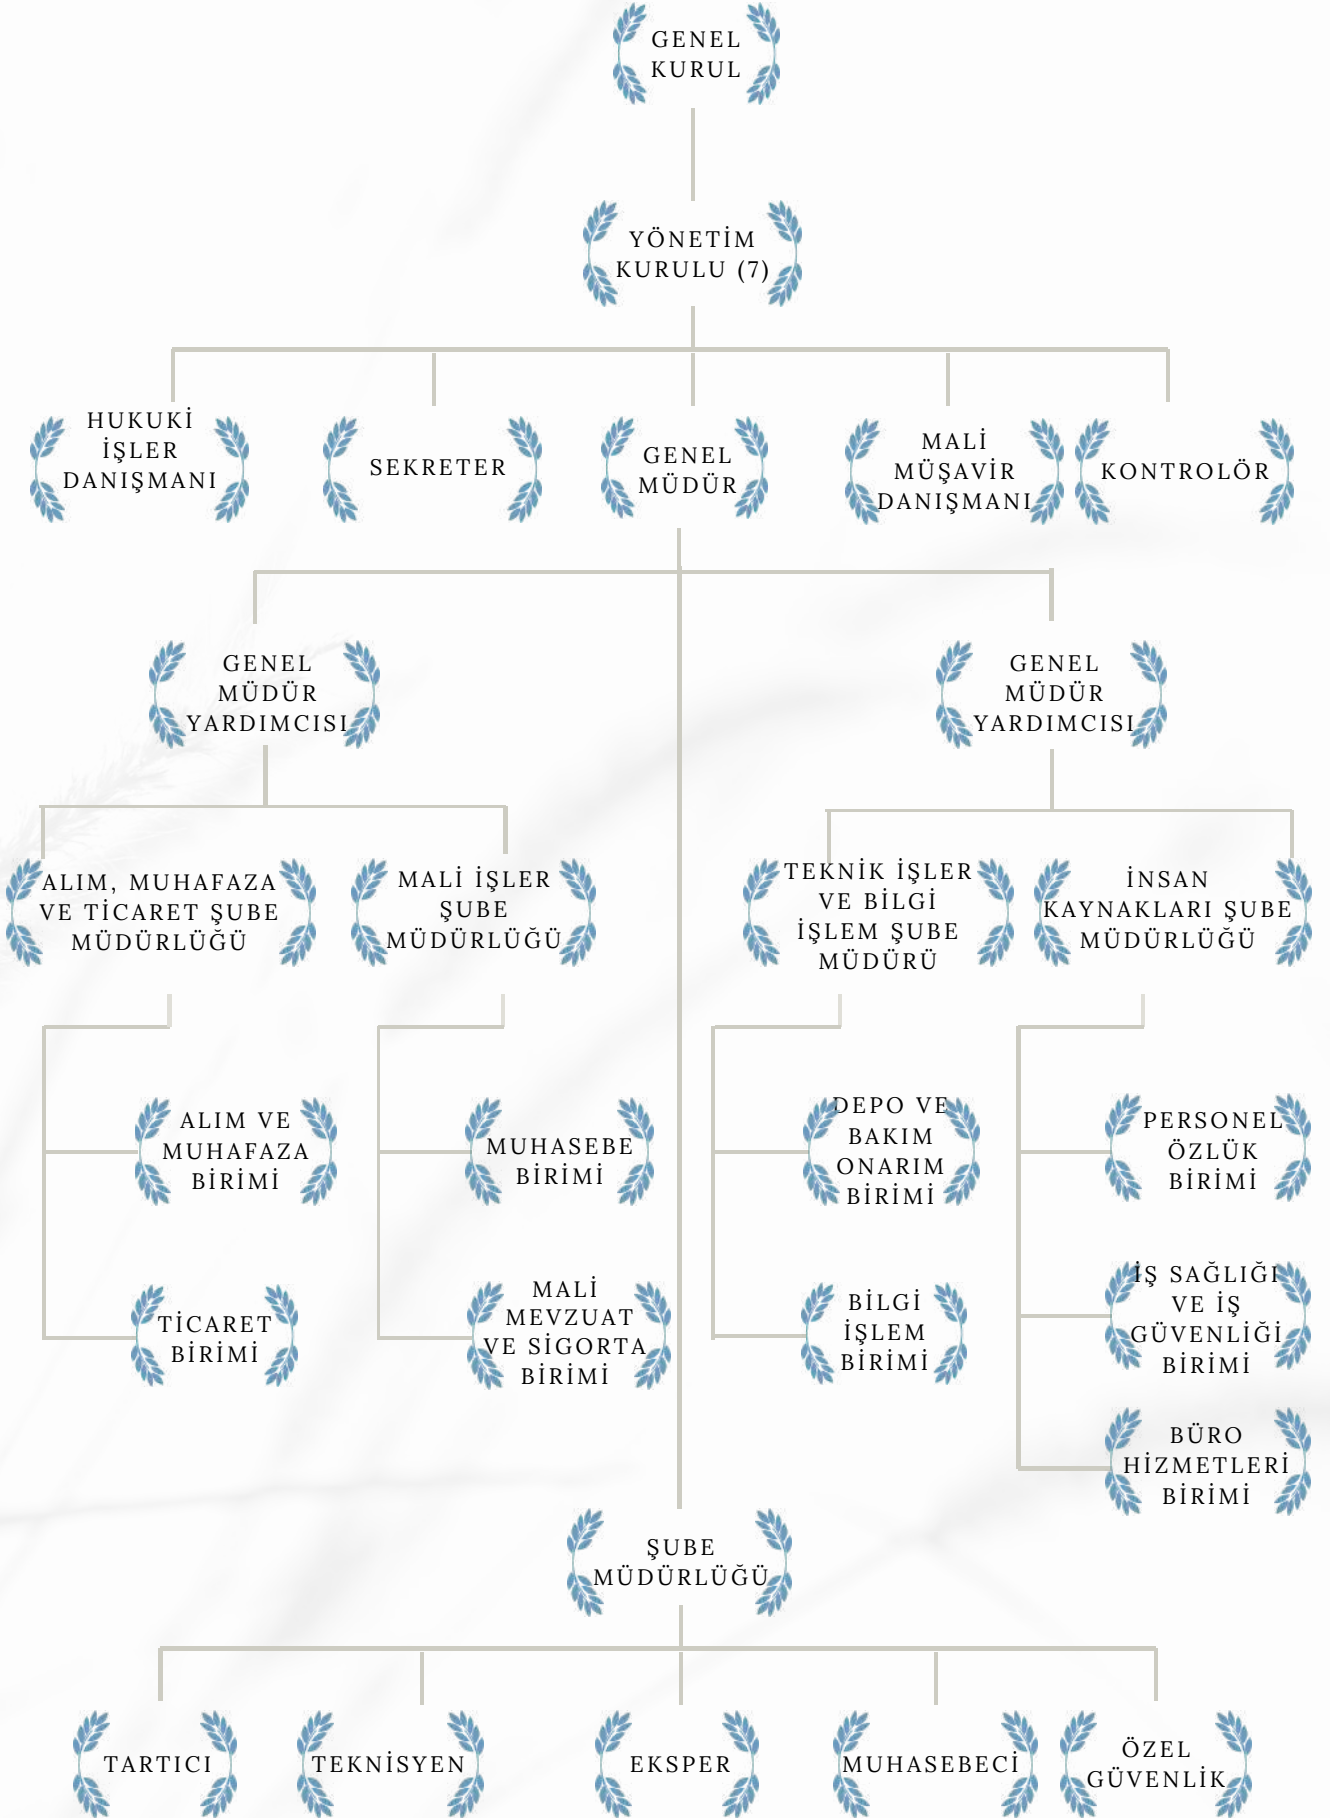 GENEL
KURUL
YÖNETİM
KURULU (7)
HUKUKİ
İŞLER
DANIŞMANI
SEKRETER
GENEL
MÜDÜR
MALİ
MÜŞAVİR
DANIŞMANI
KONTROLÖR
GENEL
MÜDÜR
YARDIMCISI
GENEL
MÜDÜR
YARDIMCISI
ALIM, MUHAFAZA
VE TİCARET ŞUBE
MÜDÜRLÜĞÜ
MALİ İŞLER
ŞUBE
MÜDÜRLÜĞÜ
TEKNİK İŞLER
VE BİLGİ
İŞLEM ŞUBE
MÜDÜRÜ
İNSAN
KAYNAKLARI ŞUBE
MÜDÜRLÜĞÜ
ALIM VE
MUHAFAZA
BİRİMİ
MUHASEBE
BİRİMİ
DEPO VE
BAKIM
ONARIM
BİRİMİ
PERSONEL
ÖZLÜK
BİRİMİ
TİCARET
BİRİMİ
MALİ
MEVZUAT
VE SİGORTA
BİRİMİ
BİLGİ
İŞLEM
BİRİMİ
İŞ SAĞLIĞI
VE İŞ
GÜVENLİĞİ
BİRİMİ
BÜRO
HİZMETLERİ
BİRİMİ
ŞUBE
MÜDÜRLÜĞÜ
TARTICI
TEKNİSYEN
EKSPER
MUHASEBECİ
ÖZEL
GÜVENLİK